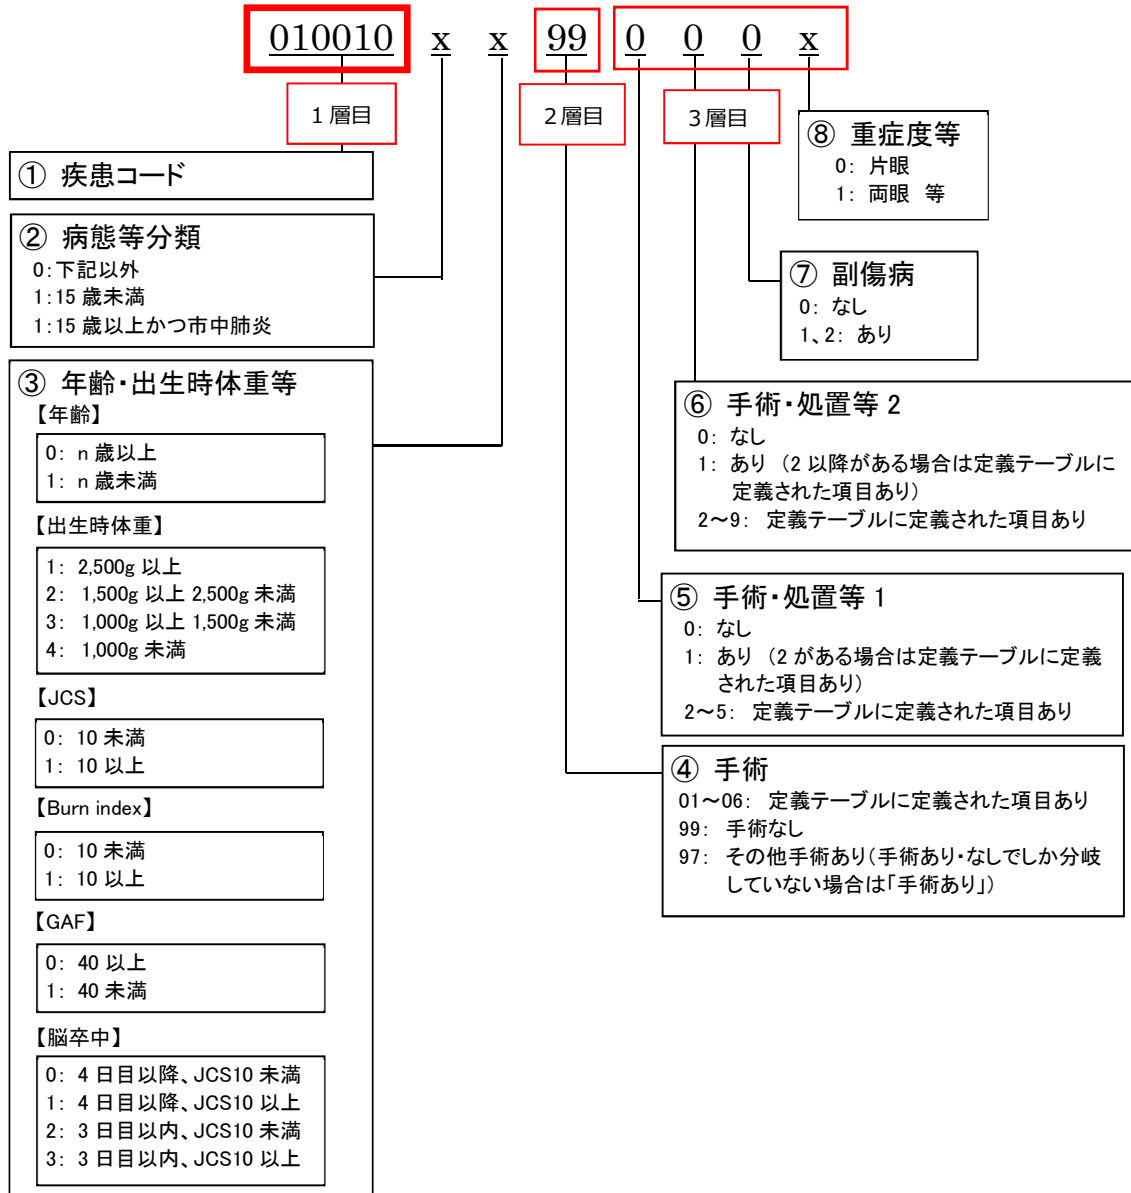 010010 x x 99 0 0 0 x
1層目
2層目
3層目
① 疾患コード
② 病態等分類
0:下記以外
1:15 歳未満
1:15 歳以上かつ市中肺炎
③ 年齢・出生時体重等
【年齢】
0: n 歳以上
1: n 歳未満
【出生時体重】
1: 2,500g 以上
2: 1,500g 以上 2,500g 未満
3: 1,000g 以上 1,500g 未満
4: 1,000g 未満
【JCS】
0: 10 未満
1: 10 以上
【Burn index】
0: 10 未満
1: 10 以上
【GAF】
0: 40 以上
1: 40 未満
【脳卒中】
0: 4 日目以降、JCS10 未満
1: 4 日目以降、JCS10 以上
2: 3 日目以内、JCS10 未満
3: 3 日目以内、JCS10 以上
⑧ 重症度等
0: 片眼
1: 両眼 等
⑦ 副傷病
0: なし
1、2: あり
⑥ 手術・処置等 2
0: なし
1: あり (2 以降がある場合は定義テーブルに
定義された項目あり)
2～9: 定義テーブルに定義された項目あり
⑤ 手術・処置等 1
0: なし
1: あり (2 がある場合は定義テーブルに定義
された項目あり)
2～5: 定義テーブルに定義された項目あり
④ 手術
01～06: 定義テーブルに定義された項目あり
99: 手術なし
97: その他手術あり(手術あり・なしでしか分岐
していない場合は「手術あり」)